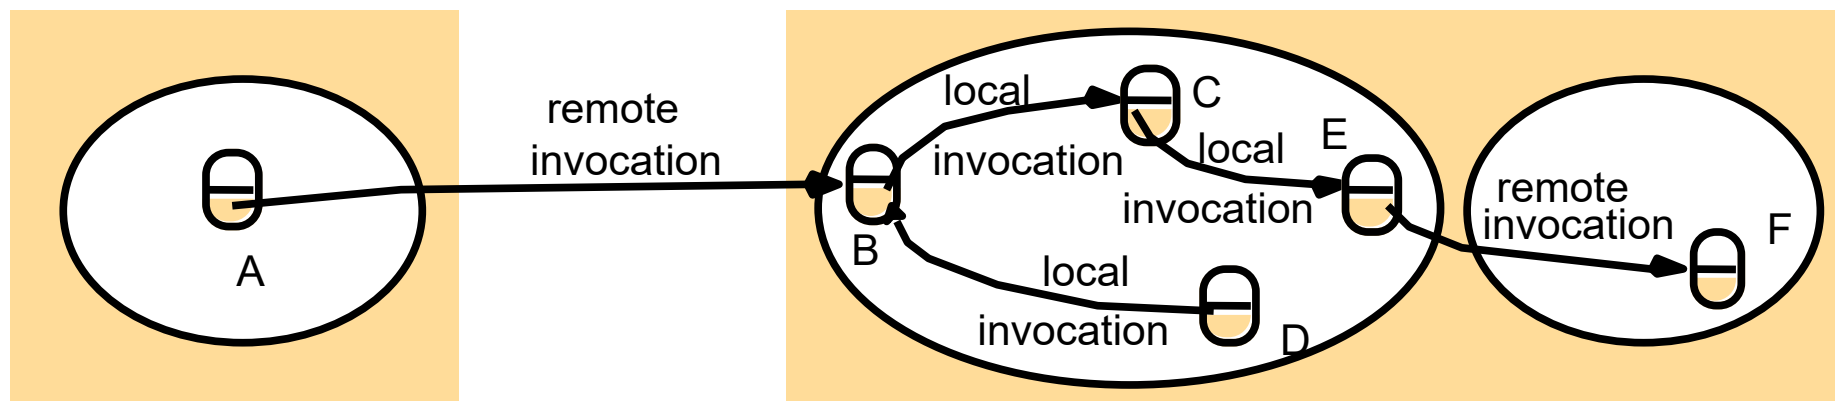 A
remote
invocation
B
local
invocation
C
local
invocation
E
local
invocation
D
remote
invocation
F